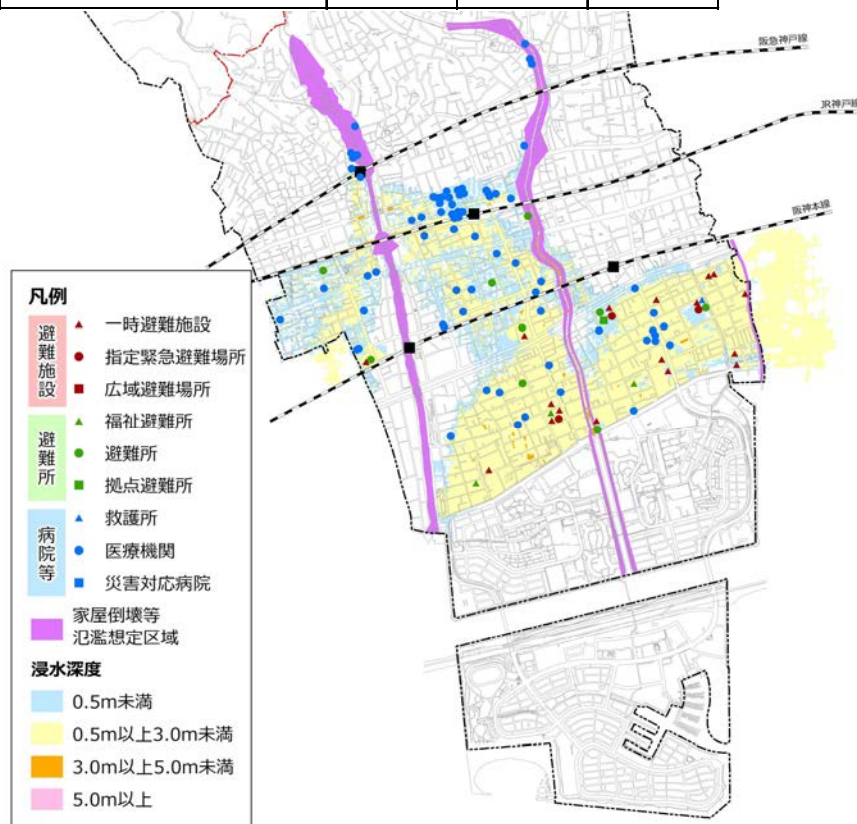 阪急神戸線
JR神戸線
阪神本線
凡例
避難施設
一時避難施設
指定緊急避難場所
広域避難場所
避難所
福祉避難所
避難所
拠点避難所
病院等
救護所
医療機関
災害対応病院
家屋倒壊等
氾濫想定区域
浸水深度
0.5m未満
0.5m以上3.0m未満
3.0m以上5.0m未満
5.0m以上